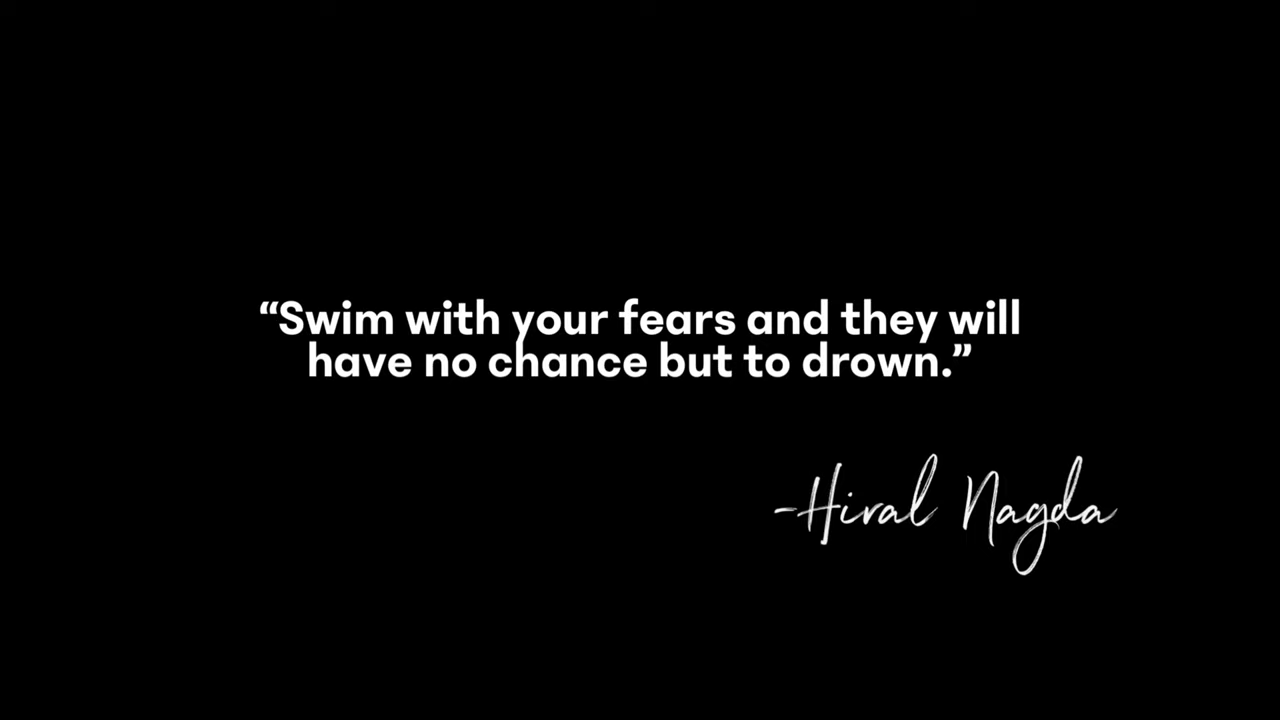 “Swim with your fears and they will
have no chance but to drown.”
-Hiral Nagda